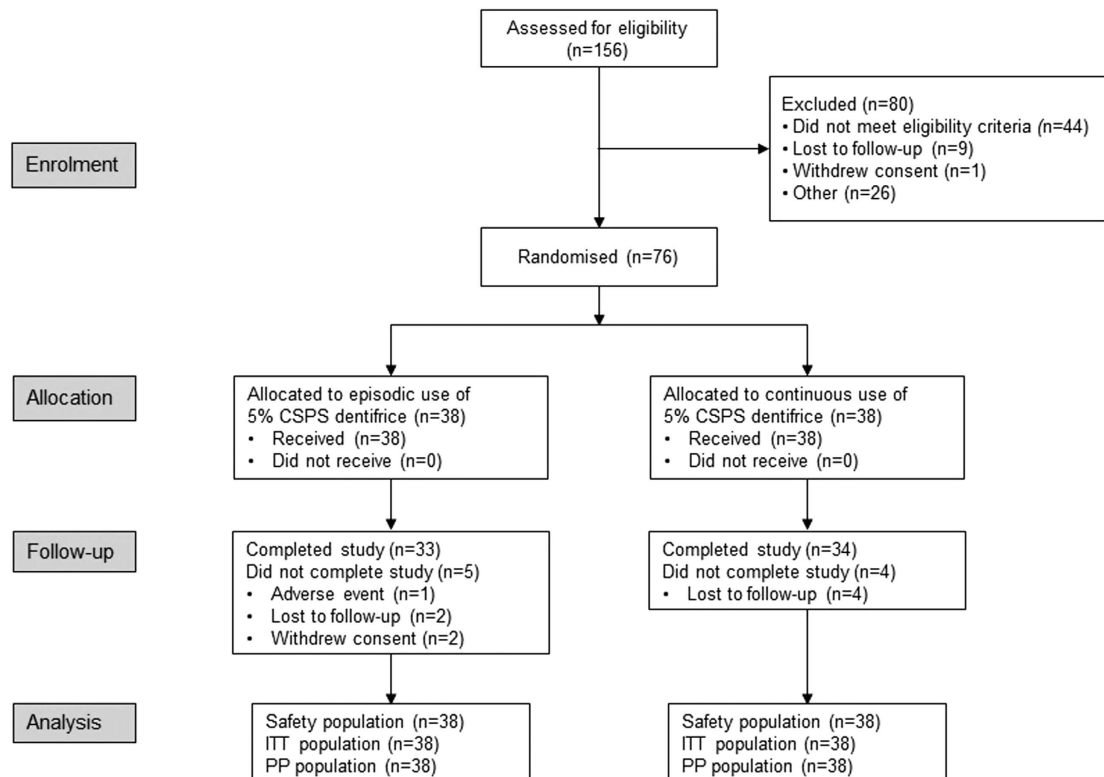 Assessed for eligibility
(n=156)
Excluded (n=80)
• Did not meet eligibility criteria (n=44)
• Lost to follow-up (n=9)
• Withdrew consent (n=1)
• Other (n=26)
Enrolment
Randomised (n=76)
Allocation
Allocated to episodic use of
5% CSPS dentifrice (n=38)
• Received (n=38)
• Did not receive (n=0)
Allocated to continuous use of
5% CSPS dentifrice (n=38)
• Received (n=38)
• Did not receive (n=0)
Follow-up
Completed study (n=33)
Did not complete study (n=5)
• Adverse event (n=1)
• Lost to follow-up (n=2)
• Withdrew consent (n=2)
Completed study (n=34)
Did not complete study (n=4)
• Lost to follow-up (n=4)
Analysis
Safety population (n=38)
ITT population (n=38)
PP population (n=38)
Safety population (n=38)
ITT population (n=38)
PP population (n=38)